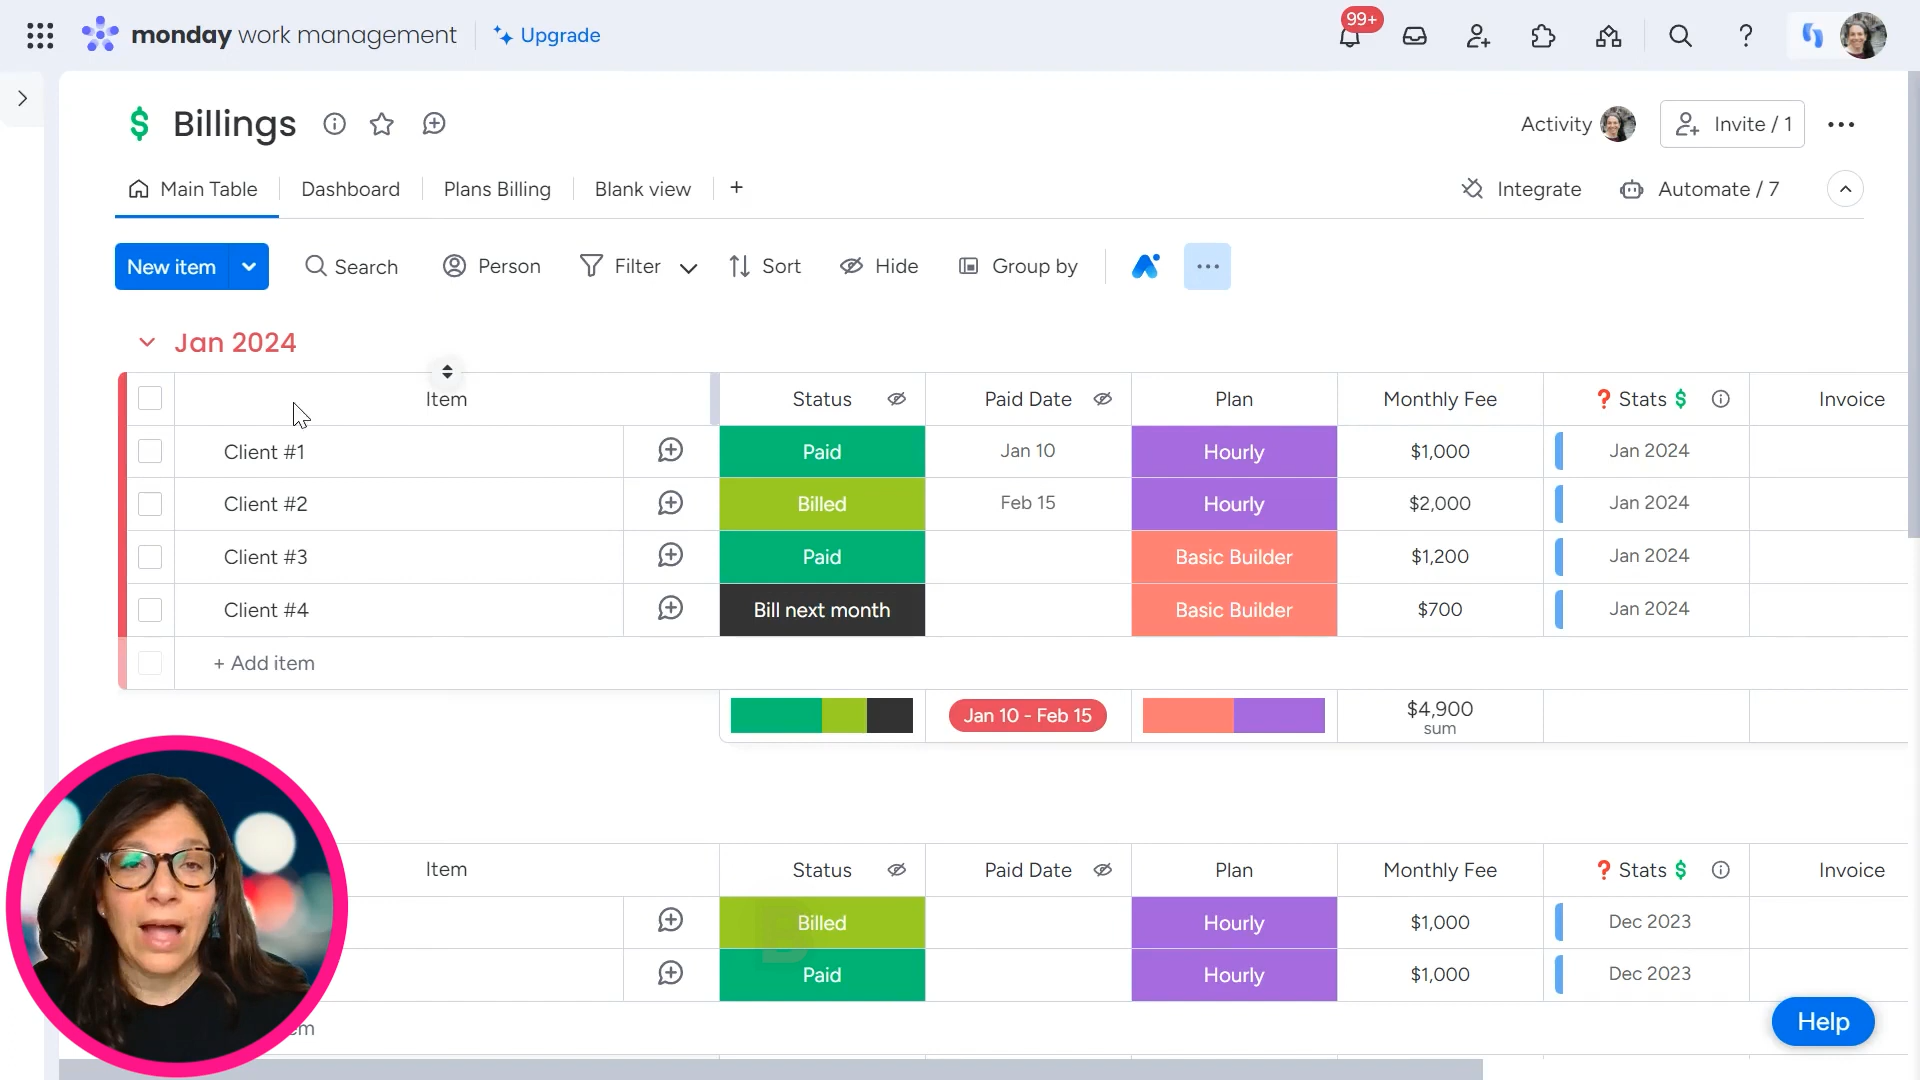 monday work management
Upgrade
99+
Billings
Activity
Invite / 1
Main Table
Dashboard
Plans Billing
Blank view
+
Integrate
Automate / 7
New item
Search
Person
Filter
Sort
Hide
Group by
Jan 2024
Item Status Paid Date Plan Monthly Fee ❓ Stats $ Invoice
Client #1 Paid Jan 10 Hourly $1,000 Jan 2024
Client #2 Billed Feb 15 Hourly $2,000 Jan 2024
Client #3 Paid Basic Builder $1,200 Jan 2024
Client #4 Bill next month Basic Builder $700 Jan 2024
+ Add item
Jan 10 - Feb 15 $4,900
sum
Item Status Paid Date Plan Monthly Fee ❓ Stats $ Invoice
Billed Hourly $1,000 Dec 2023
Paid Hourly $1,000 Dec 2023
Help